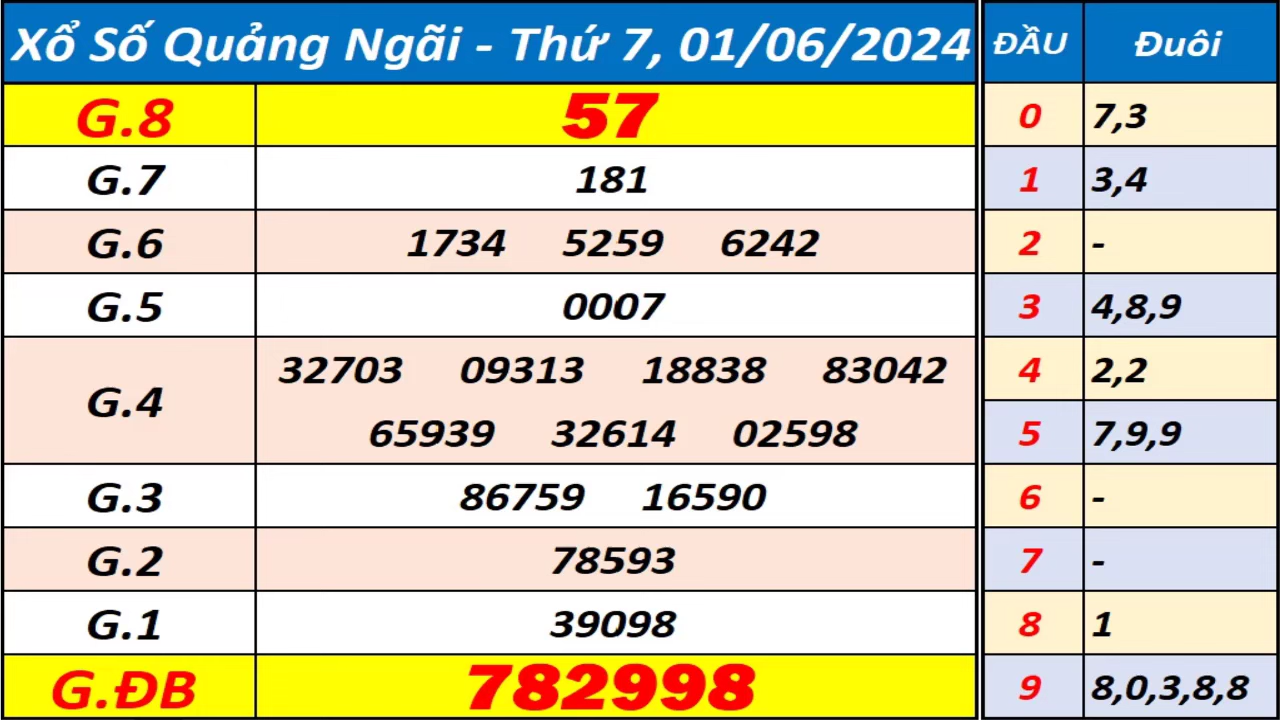 Xổ Số Quảng Ngãi - Thứ 7, 01/06/2024 ĐẦU Đuôi
G.8 57 0 7,3
G.7 181 1 3,4
G.6 1734 5259 6242 2 -
G.5 0007 3 4,8,9
G.4 32703 09313 18838 83042 4 2,2
65939 32614 02598 5 7,9,9
G.3 86759 16590 6 -
G.2 78593 7 -
G.1 39098 8 1
G.ĐB 782998 9 8,0,3,8,8